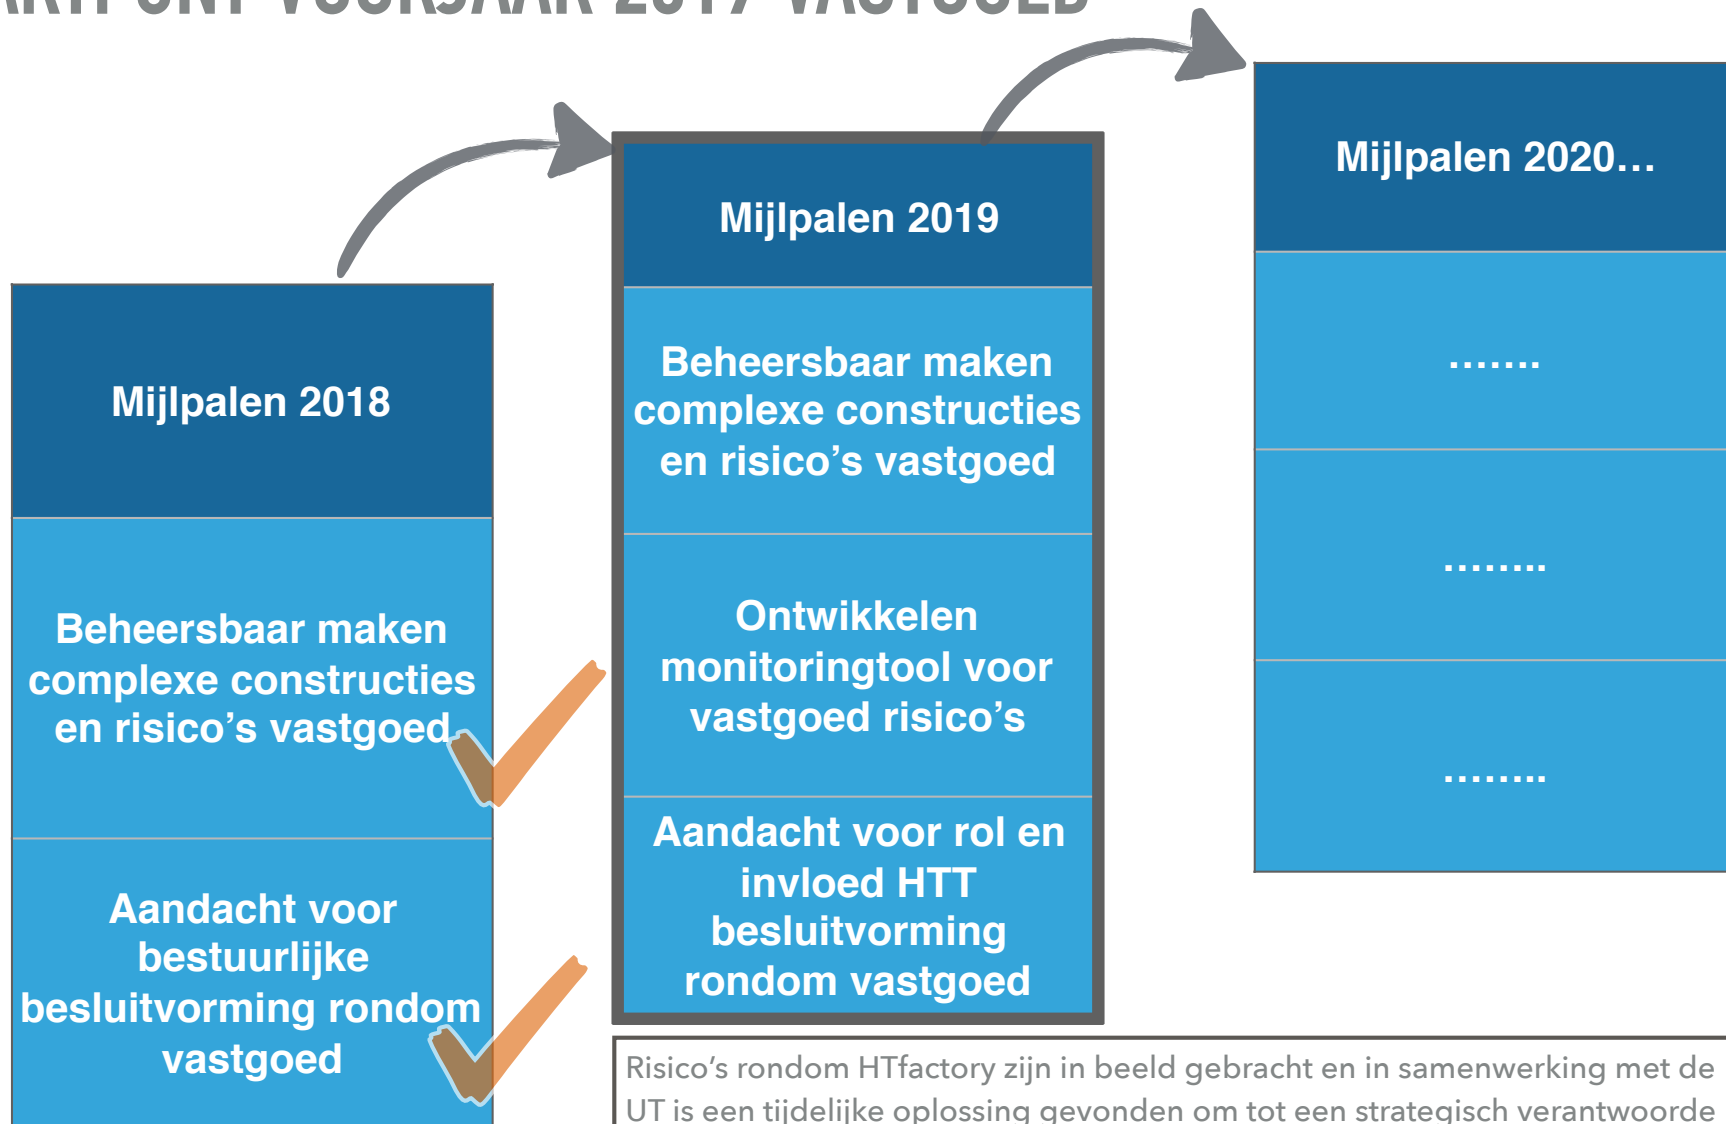 VOORJAAR 2019 VASTGOED
Mijlpalen 2018
Beheersbaar maken
complexe constructies
en risico’s vastgoed
Aandacht voor
bestuurlijke
besluitvorming rondom
vastgoed
Mijlpalen 2019
Beheersbaar maken
complexe constructies
en risico’s vastgoed
Ontwikkelen
monitoringtool voor
vastgoed risico’s
Aandacht voor rol en
invloed HTT
besluitvorming
rondom vastgoed
Mijlpalen 2020…
…….
……..
……..
Risico’s rondom HTfactory zijn in beeld gebracht en in samenwerking met de
UT is een tijdelijke oplossing gevonden om tot een strategisch verantwoorde